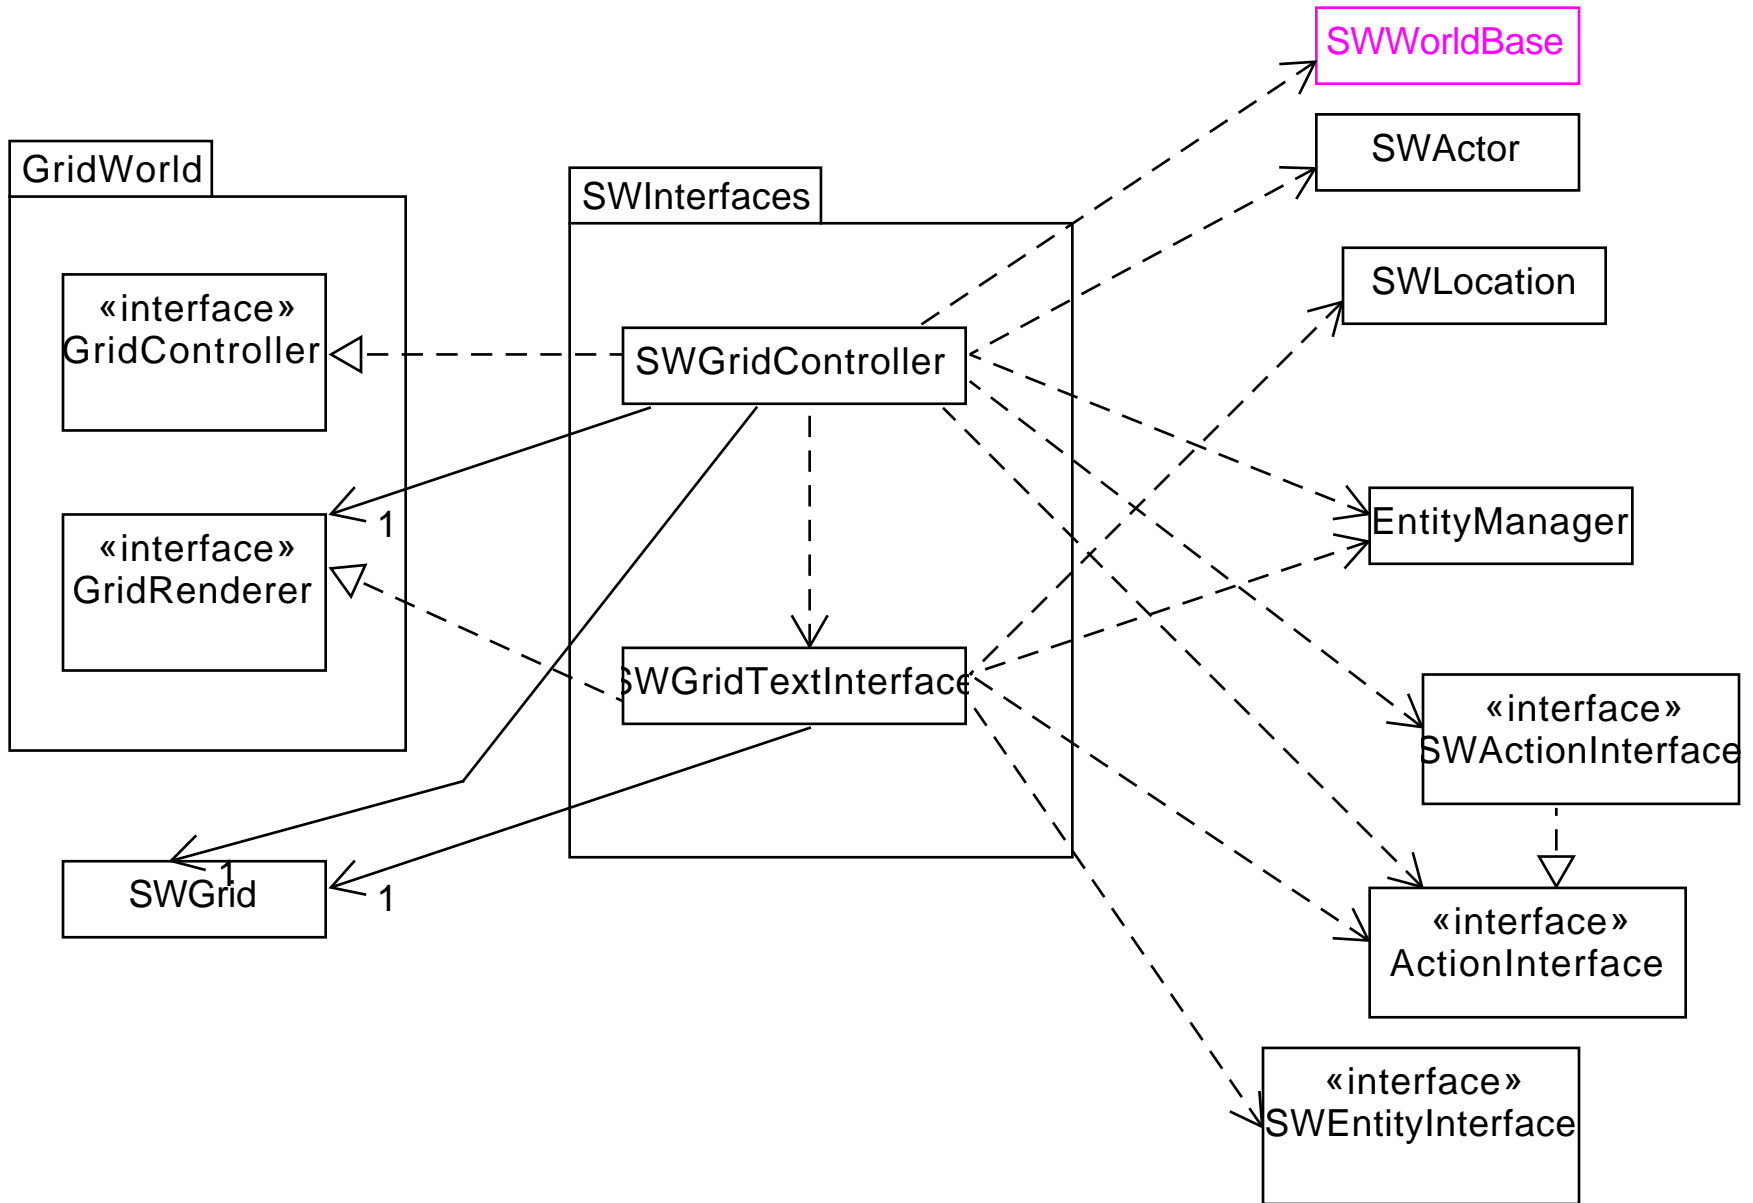 SWWorldBase
SWActor
GridWorld
SWInterfaces
SWLocation
«interface»
GridController
SWGridController
1
«interface»
GridRenderer
EntityManager
SWGridTextInterface
«interface»
SWActionInterface
1
SWGrid
1
«interface»
ActionInterface
«interface»
SWEntityInterface